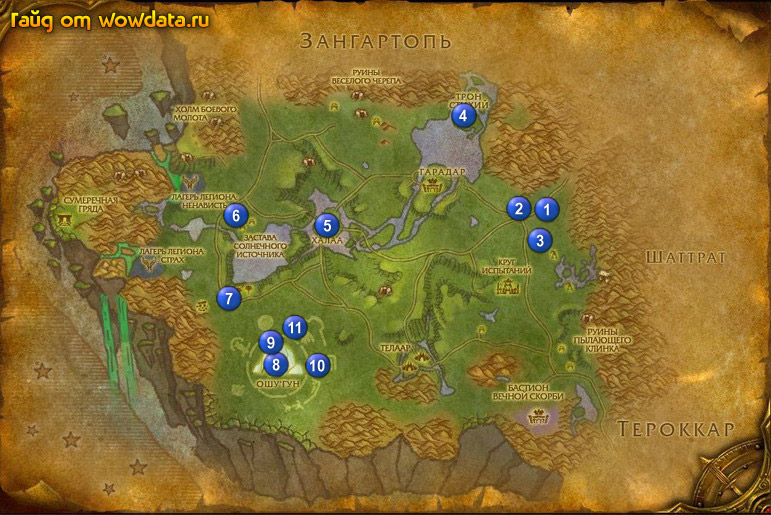 гайд от wowdata.ru
ЗАНГАРТОПЬ
РУИНЫ
ВЕСЕЛОГО ЧЕРЕПА
ТРОН
СТИХИЙ
4
ХОЛМ БОЕВОГО
МОЛОТА
ГАРАДАР
ЛАГЕРЬ ЛЕГИОНА:
НЕНАВИСТЬ
СУМЕРЕЧНАЯ
ГРЯДА
6
5
2
1
ХАЛАА
3
ЗАСТАВА
СОЛНЕЧНОГО
ИСТОЧНИКА
ЛАГЕРЬ ЛЕГИОНА
СТРАХ
КРУГ
ИСПЫТАНИЙ
ШАТТРАТ
7
11
9
8
10
ОШУ'ГУН
ТЕЛААР
РУИНЫ
ПЫЛАЮЩЕГО
КЛИНКА
БАСТИОН
ВЕЧНОЙ СКОРБИ
ТЕРОККАР